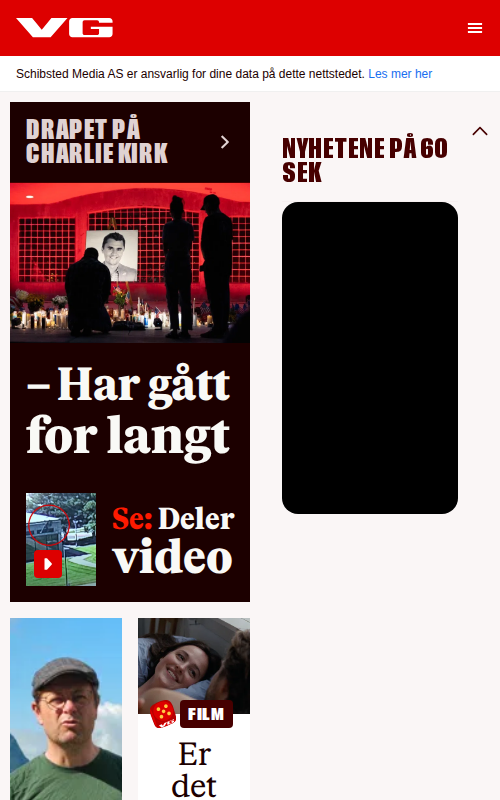 VG
Schibsted Media AS er ansvarlig for dine data på dette nettstedet. Les mer her
DRAPET PÅ
CHARLIE KIRK
– Har gått
for langt
Se: Deler
video
NYHETENE PÅ 60
SEK
VG
FILM
Er
det